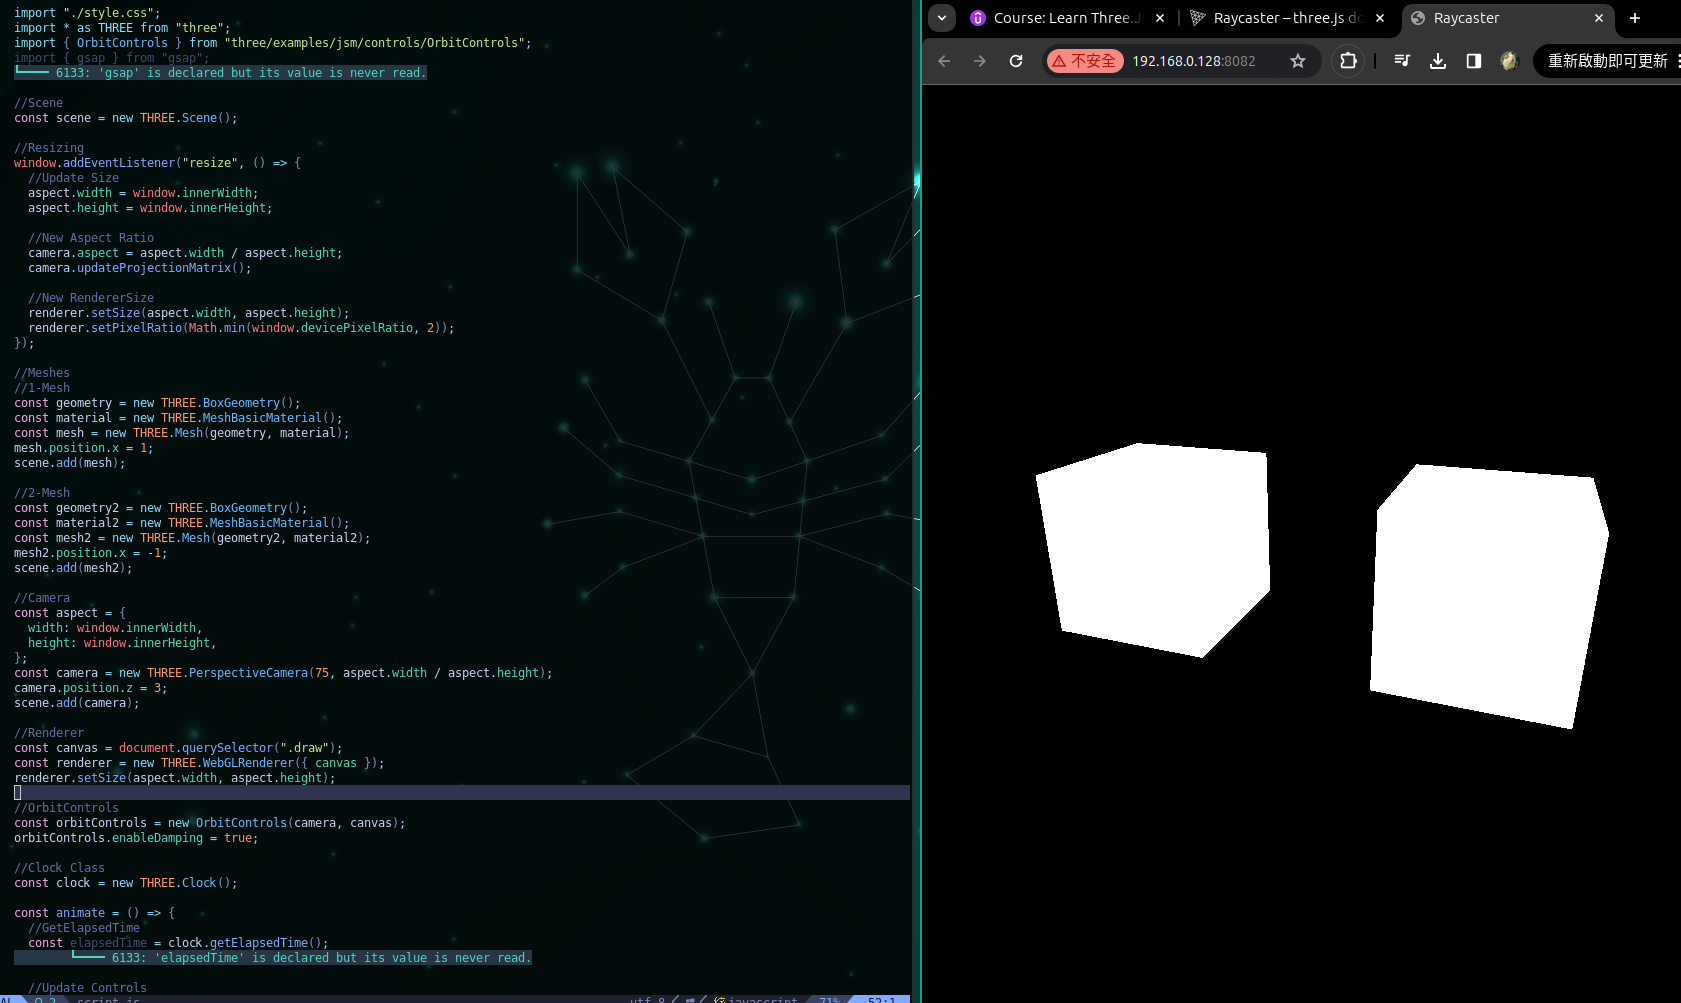 import "./style.css";
import * as THREE from "three";
import { OrbitControls } from "three/examples/jsm/controls/OrbitControls";
import { gsap } from "gsap";
6133: 'gsap' is declared but its value is never read.
//Scene
const scene = new THREE.Scene();
//Resizing
window.addEventListener("resize", () => {
//Update Size
aspect.width = window.innerWidth;
aspect.height = window.innerHeight;
//New Aspect Ratio
camera.aspect = aspect.width / aspect.height;
camera.updateProjectionMatrix();
//New RendererSize
renderer.setSize(aspect.width, aspect.height);
renderer.setPixelRatio(Math.min(window.devicePixelRatio, 2));
});
//Meshes
//1-Mesh
const geometry = new THREE.BoxGeometry();
const material = new THREE.MeshBasicMaterial();
const mesh = new THREE.Mesh(geometry, material);
mesh.position.x = 1;
scene.add(mesh);
//2-Mesh
const geometry2 = new THREE.BoxGeometry();
const material2 = new THREE.MeshBasicMaterial();
const mesh2 = new THREE.Mesh(geometry2, material2);
mesh2.position.x = -1;
scene.add(mesh2);
//Camera
const aspect = {
width: window.innerWidth,
height: window.innerHeight,
};
const camera = new THREE.PerspectiveCamera(75, aspect.width / aspect.height);
camera.position.z = 3;
scene.add(camera);
//Renderer
const canvas = document.querySelector(".draw");
const renderer = new THREE.WebGLRenderer({ canvas });
renderer.setSize(aspect.width, aspect.height);
//OrbitControls
const orbitControls = new OrbitControls(camera, canvas);
orbitControls.enableDamping = true;
//Clock Class
const clock = new THREE.Clock();
const animate = () => {
//GetElapsedTime
const elapsedTime = clock.getElapsedTime();
6133: 'elapsedTime' is declared but its value is never read.
//Update Controls
script.js utf-8 javascript 71% 52:1
Course: Learn Three.J
Raycaster – three.js do
Raycaster
不安全 192.168.0.128:8082
重新啟動即可更新